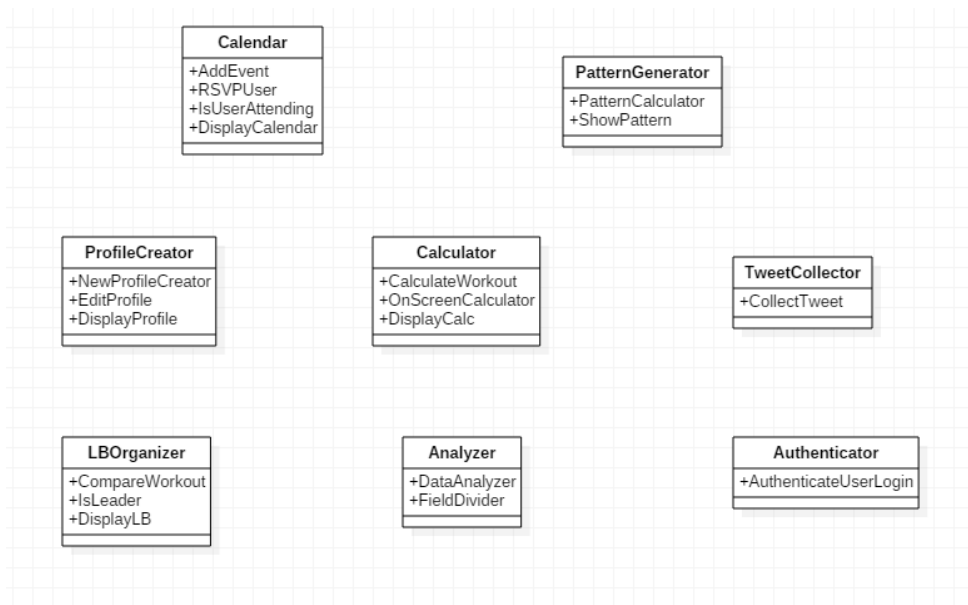 Calendar
+AddEvent
+RSVPUser
+IsUserAttending
+DisplayCalendar
PatternGenerator
+PatternCalculator
+ShowPattern
ProfileCreator
+NewProfileCreator
+EditProfile
+DisplayProfile
Calculator
+CalculateWorkout
+OnScreenCalculator
+DisplayCalc
TweetCollector
+CollectTweet
LBOrganizer
+CompareWorkout
+IsLeader
+DisplayLB
Analyzer
+DataAnalyzer
+FieldDivider
Authenticator
+AuthenticateUserLogin